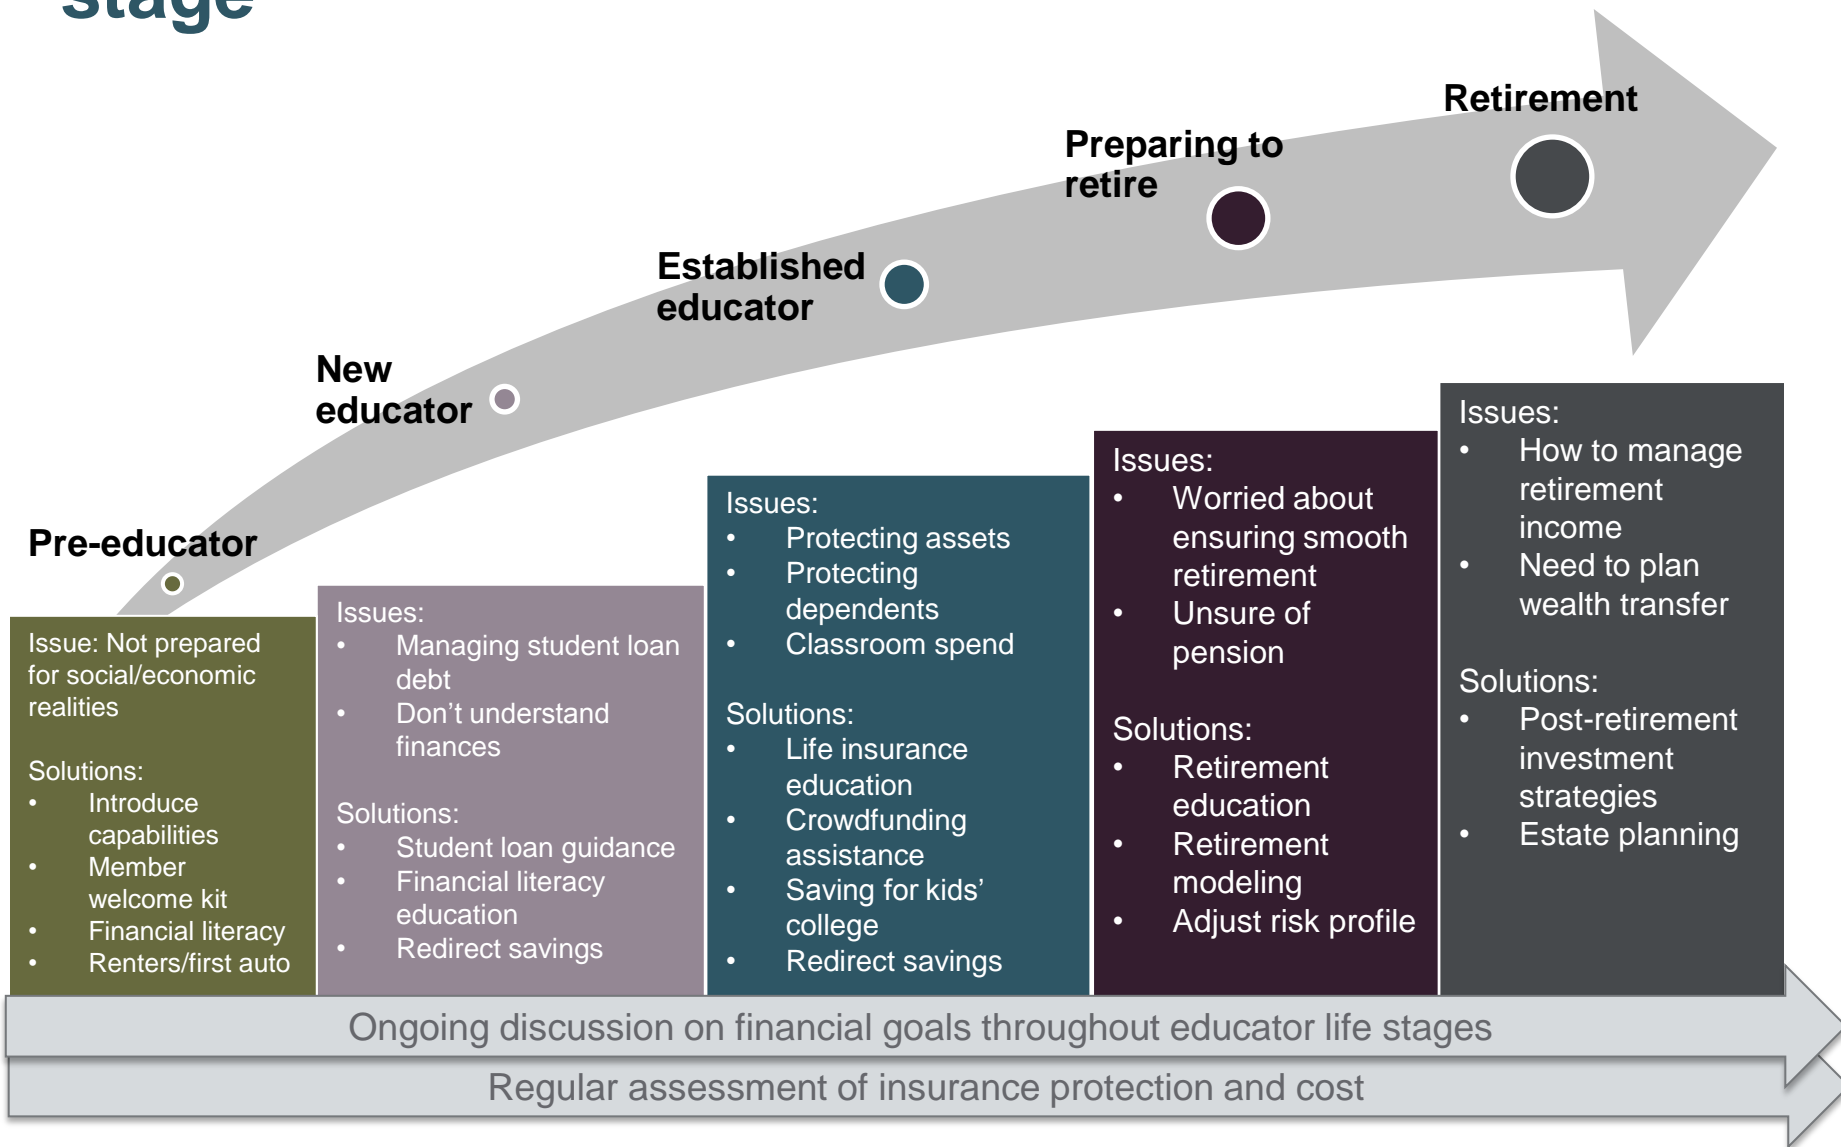 stage
Retirement
Preparing to
retire
Established
educator
New
educator
Pre-educator
Issue: Not prepared
for social/economic
realities
Solutions:
• Introduce
capabilities
• Member
welcome kit
• Financial literacy
• Renters/first auto
Issues:
• Managing student loan
debt
• Don’t understand
finances
Solutions:
• Student loan guidance
• Financial literacy
education
• Redirect savings
Issues:
• Protecting assets
• Protecting
dependents
• Classroom spend
Solutions:
• Life insurance
education
• Crowdfunding
assistance
• Saving for kids’
college
• Redirect savings
Issues:
• Worried about
ensuring smooth
retirement
• Unsure of
pension
Solutions:
• Retirement
education
• Retirement
modeling
• Adjust risk profile
Issues:
• How to manage
retirement
income
• Need to plan
wealth transfer
Solutions:
• Post-retirement
investment
strategies
• Estate planning
Ongoing discussion on financial goals throughout educator life stages
Regular assessment of insurance protection and cost